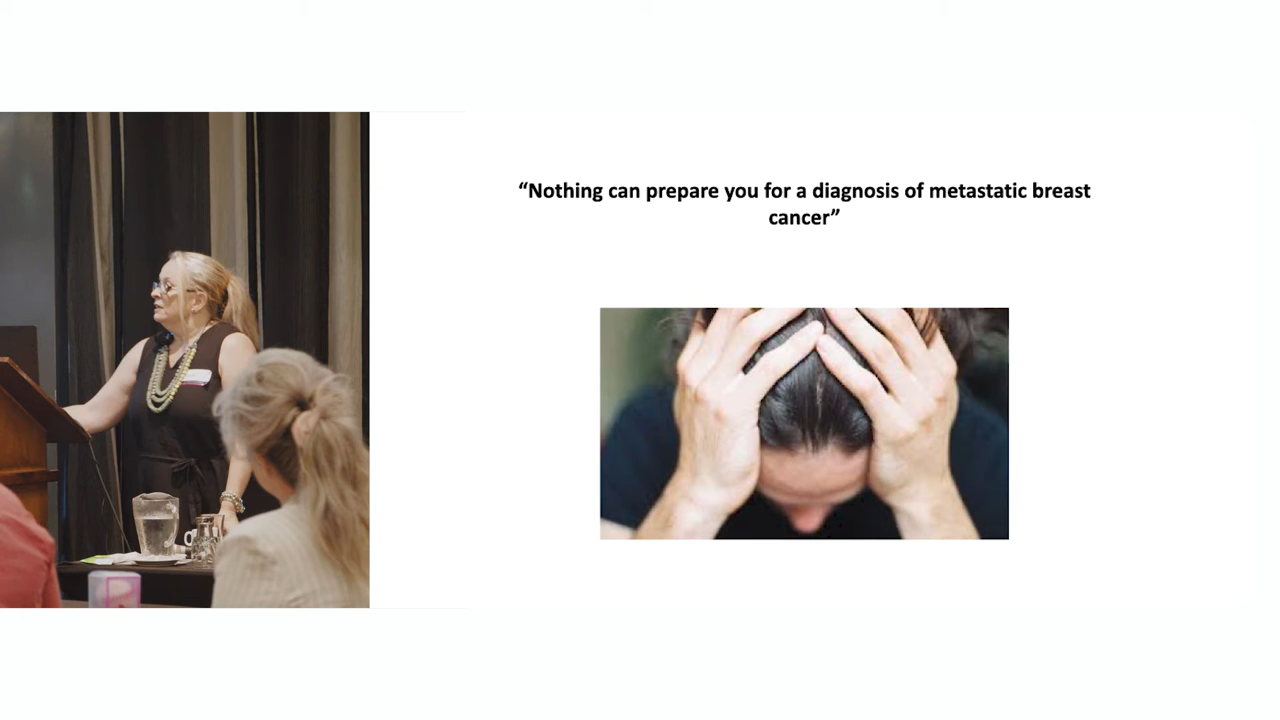 “Nothing can prepare you for a diagnosis of metastatic breast
cancer”